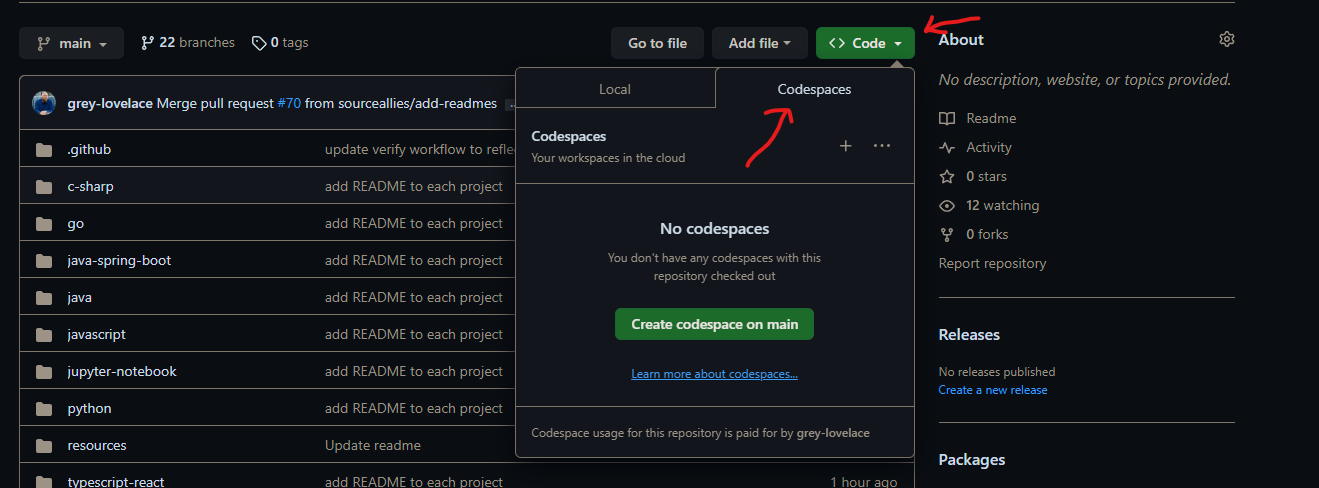 main
22 branches
0 tags
Go to file
Add file
Code
grey-lovelace Merge pull request #70 from sourceallies/add-readmes
.github
update verify workflow to refle
c-sharp
add README to each project
go
add README to each project
java-spring-boot
add README to each project
java
add README to each project
javascript
add README to each project
jupyter-notebook
add README to each project
python
add README to each project
resources
Update readme
typescript-react
add README to each project
1 hour ago
Local
Codespaces
Codespaces
Your workspaces in the cloud
No codespaces
You don't have any codespaces with this
repository checked out
Create codespace on main
Learn more about codespaces...
Codespace usage for this repository is paid for by grey-lovelace
About
No description, website, or topics provided.
Readme
Activity
0 stars
12 watching
0 forks
Report repository
Releases
No releases published
Create a new release
Packages